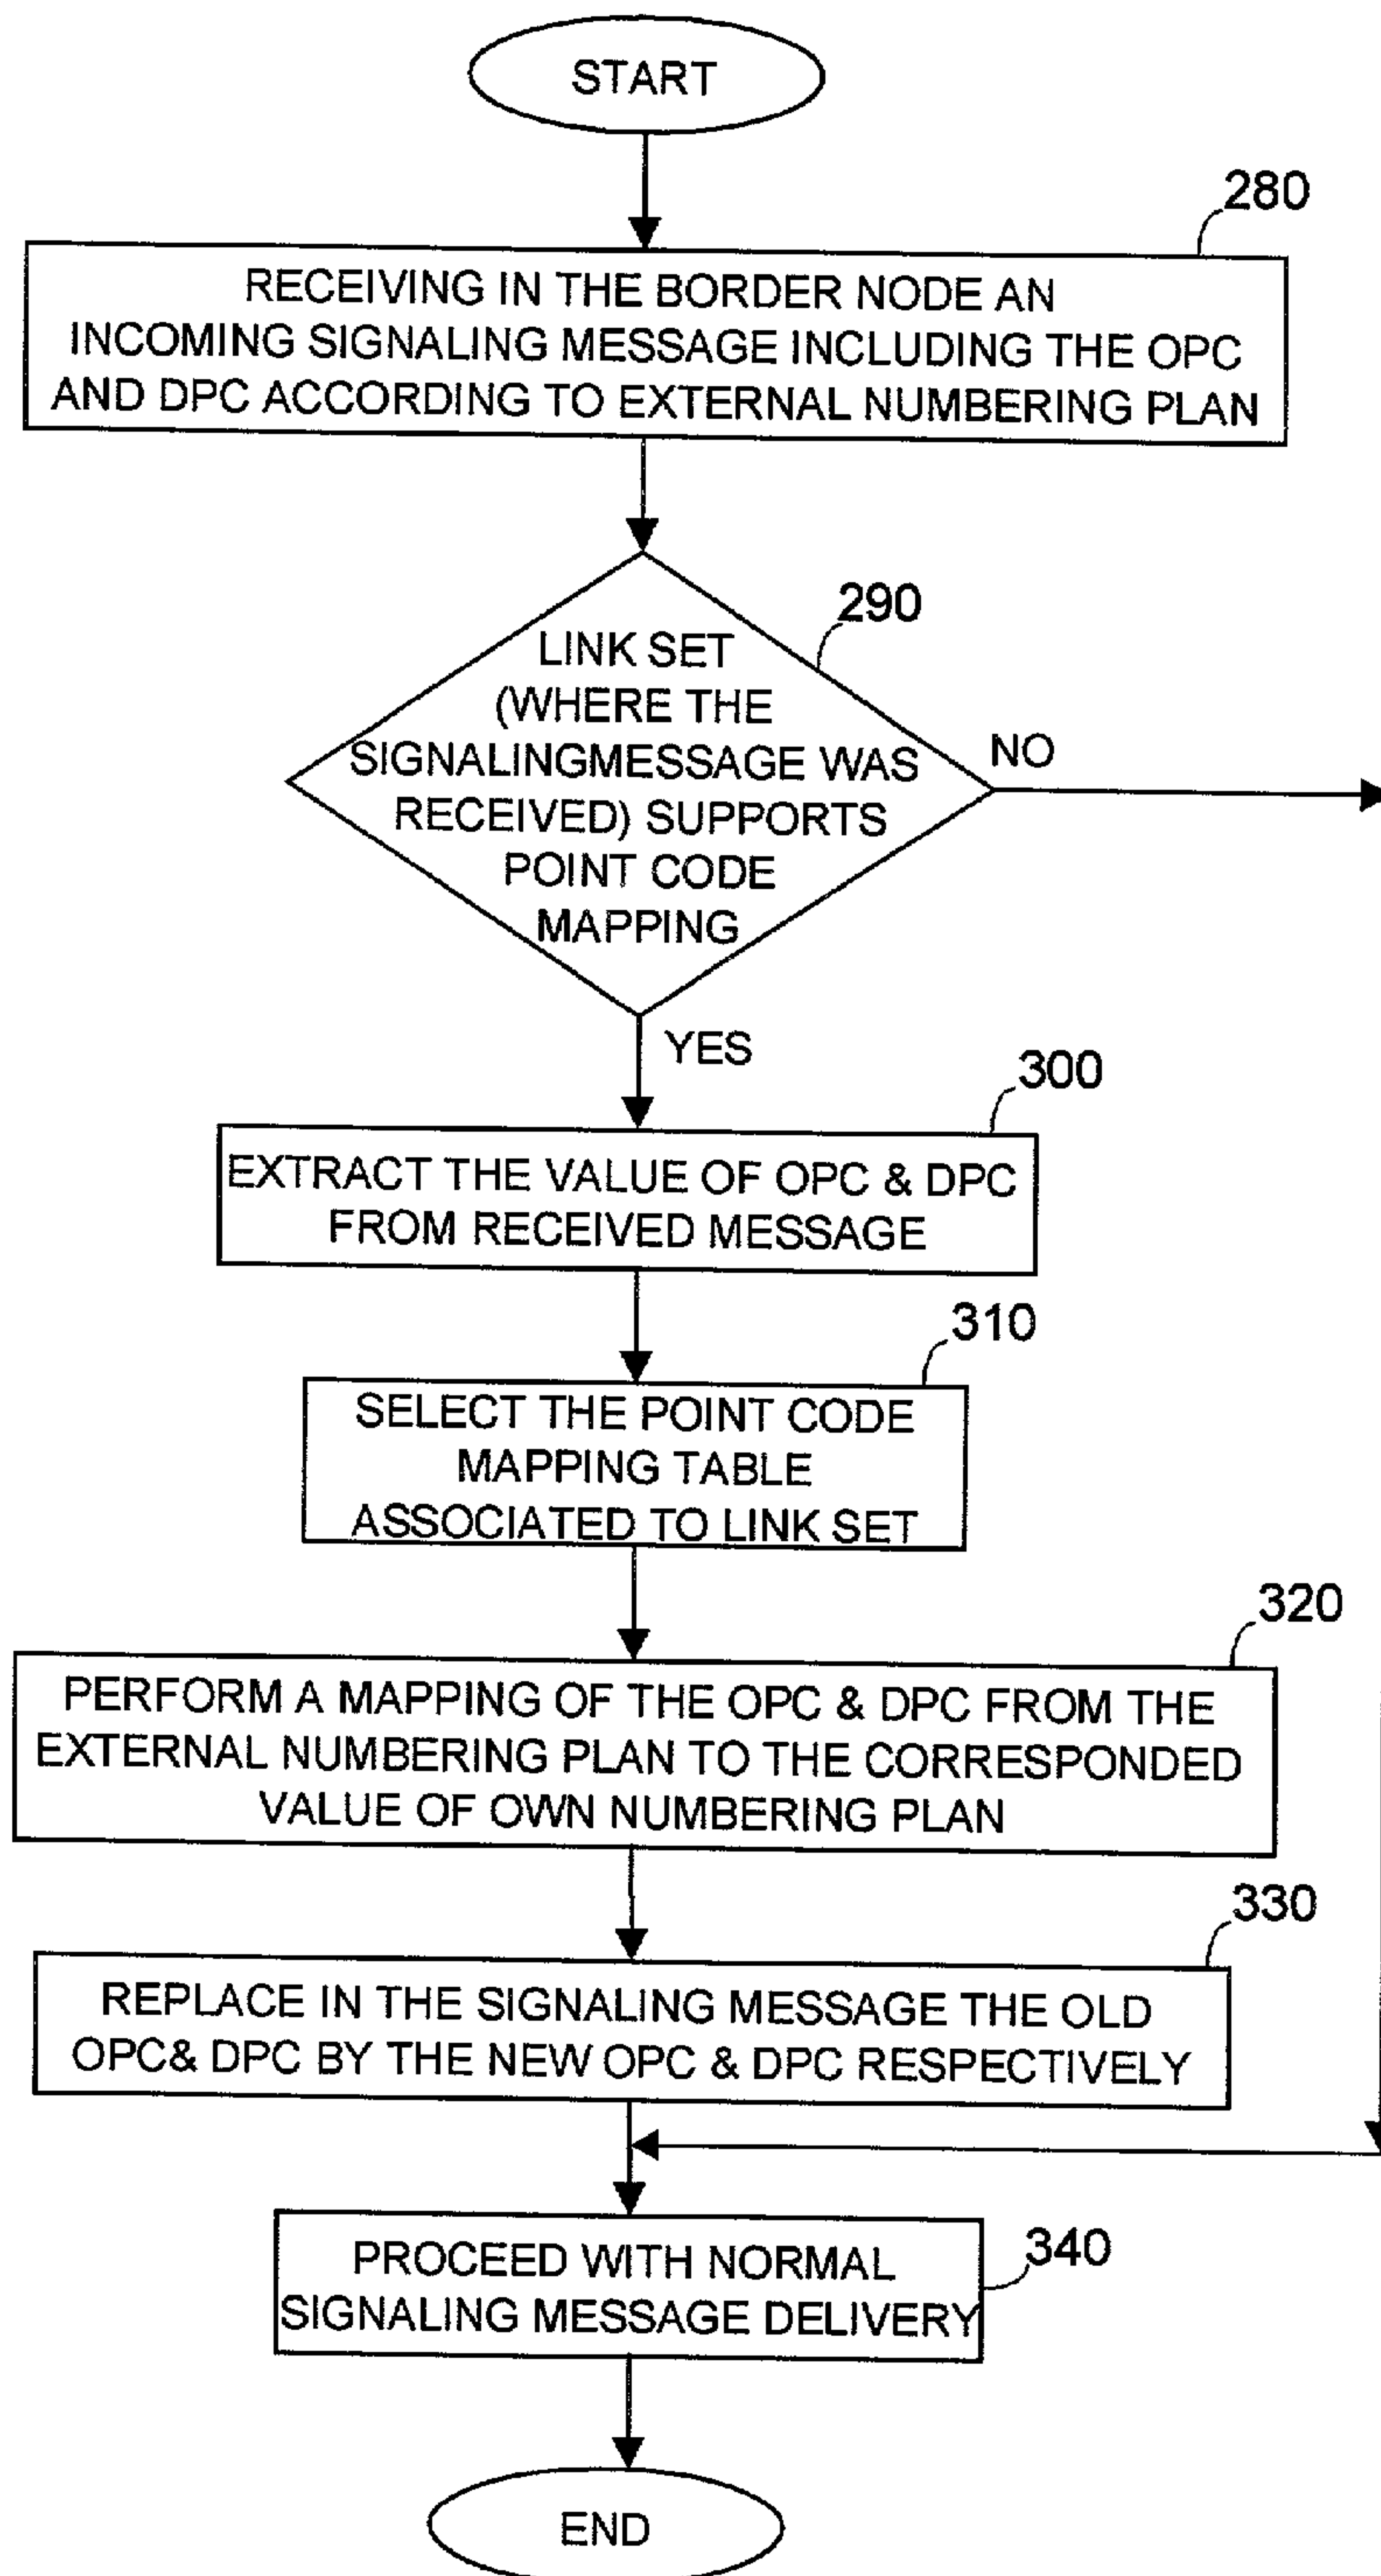 START
280
RECEIVING IN THE BORDER NODE AN
INCOMING SIGNALING MESSAGE INCLUDING THE OPC
AND DPC ACCORDING TO EXTERNAL NUMBERING PLAN
290
LINK SET
(WHERE THE
SIGNALINGMESSAGE WAS
RECEIVED) SUPPORTS
POINT CODE
MAPPING
NO
YES
300
EXTRACT THE VALUE OF OPC & DPC
FROM RECEIVED MESSAGE
310
SELECT THE POINT CODE
MAPPING TABLE
ASSOCIATED TO LINK SET
320
PERFORM A MAPPING OF THE OPC & DPC FROM THE
EXTERNAL NUMBERING PLAN TO THE CORRESPONDED
VALUE OF OWN NUMBERING PLAN
330
REPLACE IN THE SIGNALING MESSAGE THE OLD
OPC& DPC BY THE NEW OPC & DPC RESPECTIVELY
340
PROCEED WITH NORMAL
SIGNALING MESSAGE DELIVERY
END